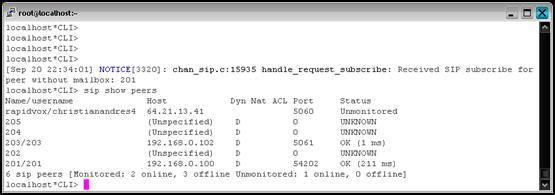 root@localhost:~
localhost*CLI>
localhost*CLI>
localhost*CLI>
localhost*CLI>
[Sep 20 22:34:01] NOTICE[3320]: chan_sip.c:15935 handle_request_subscribe: Received SIP subscribe for
peer without mailbox: 201
localhost*CLI> sip show peers
Name/username Host Dyn Nat ACL Port Status
rapidvox/christianandres4 64.21.13.41 5060 Unmonitored
205 (Unspecified) D 0 UNKNOWN
204 (Unspecified) D 0 UNKNOWN
203/203 192.168.0.102 D 5061 OK (1 ms)
202 (Unspecified) D 0 UNKNOWN
201/201 192.168.0.100 D 54202 OK (211 ms)
6 sip peers [Monitored: 2 online, 3 offline Unmonitored: 1 online, 0 offline]
localhost*CLI>